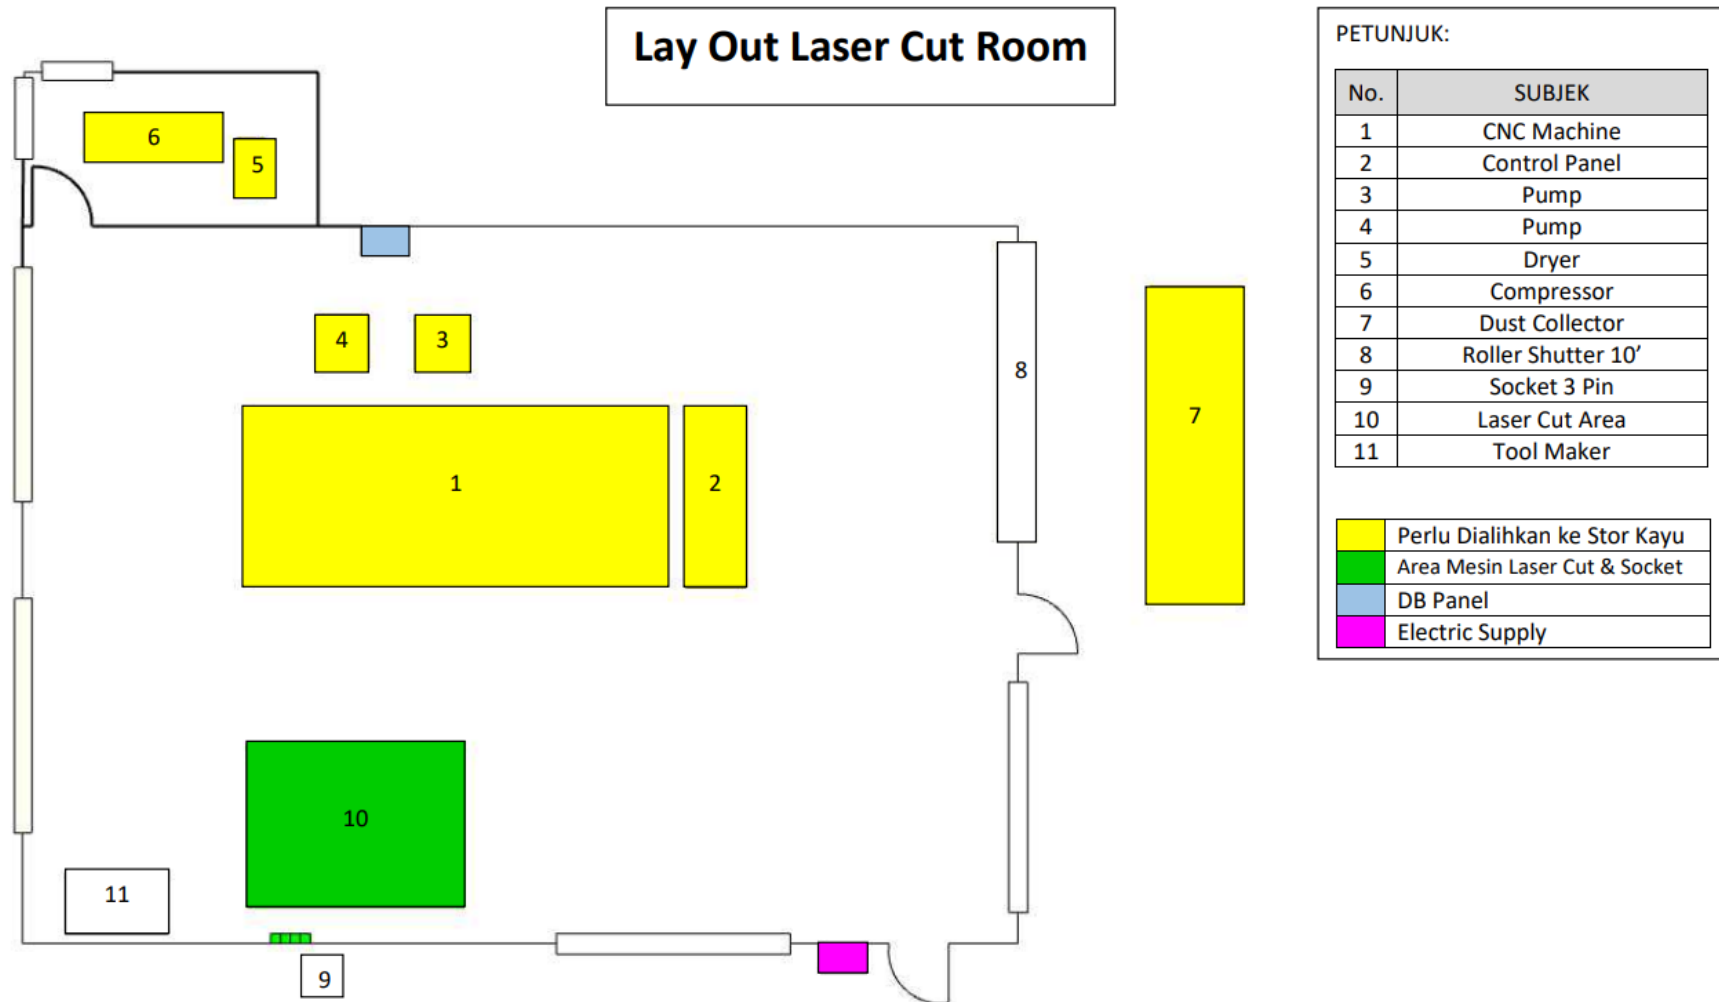 Lay Out Laser Cut Room
PETUNJUK:
No. SUBJEK
1 CNC Machine
2 Control Panel
3 Pump
4 Pump
5 Dryer
6 Compressor
7 Dust Collector
8 Roller Shutter 10’
9 Socket 3 Pin
10 Laser Cut Area
11 Tool Maker
Perlu Dialihkan ke Stor Kayu
Area Mesin Laser Cut & Socket
DB Panel
Electric Supply
6
5
4
3
8
7
1
2
10
11
9